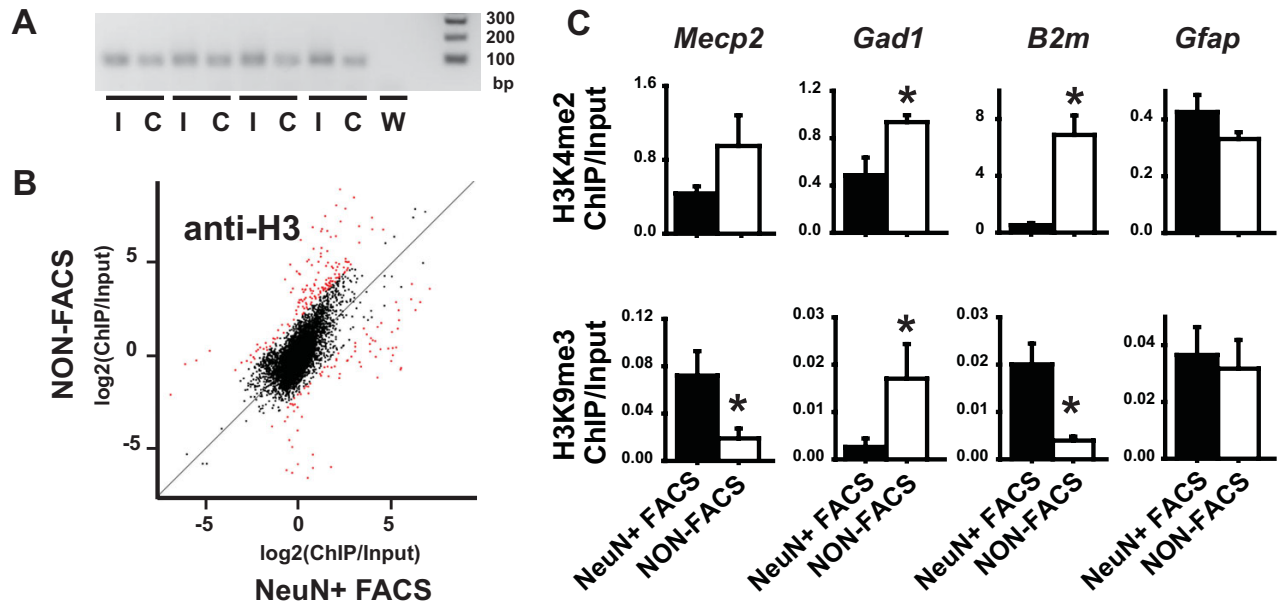 A
300
200
100
bp
I C I C I C I C W
B
anti-H3
NON-FACS
log2(ChIP/Input)
5
0
-5
-5 0 5
log2(ChIP/Input)
NeuN+ FACS
C
Mecp2 Gad1 B2m Gfap
H3K4me2
ChIP/Input
1.6
0.8
0.0
1.2
0.8
0.4
0.0
*
8
4
0
*
0.4
0.2
0.0
H3K9me3
ChIP/Input
0.12
0.08
0.04
0.00
*
0.03
0.02
0.01
0.00
*
0.03
0.02
0.01
0.00
*
0.04
0.02
0.00
NeuN+ FACS
NON-FACS
NeuN+ FACS
NON-FACS
NeuN+ FACS
NON-FACS
NeuN+ FACS
NON-FACS